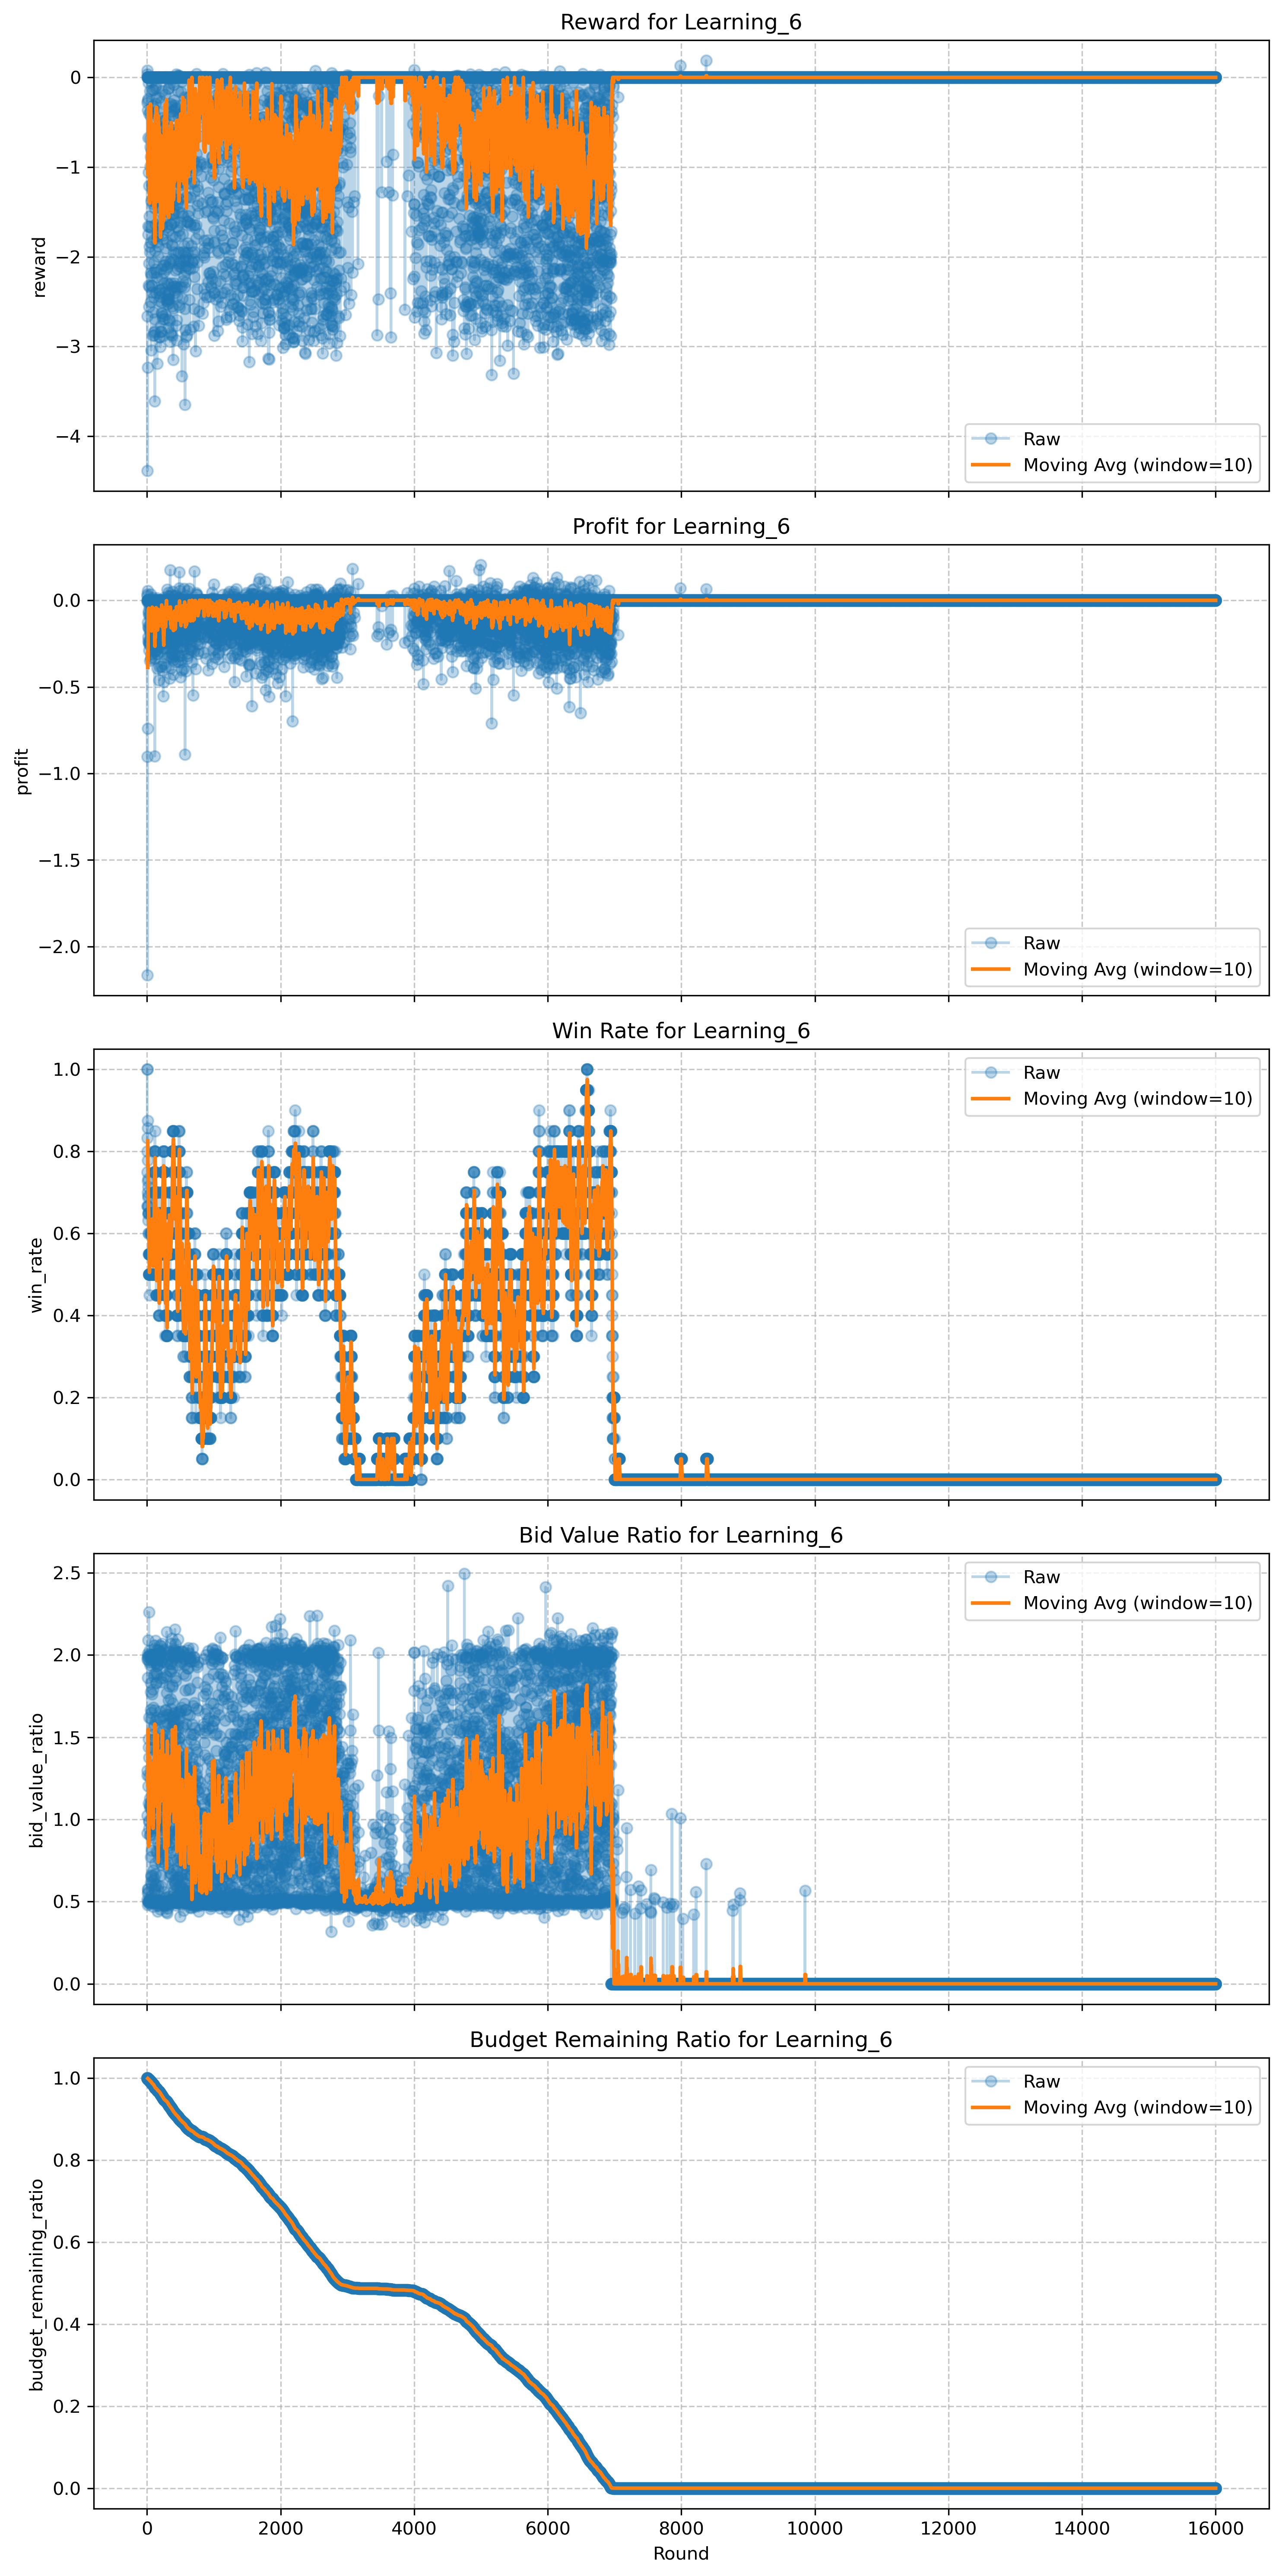 Reward for Learning_6
reward
0
−1
−2
−3
−4
Raw
Moving Avg (window=10)
Profit for Learning_6
profit
0.0
−0.5
−1.0
−1.5
−2.0
Raw
Moving Avg (window=10)
Win Rate for Learning_6
win_rate
1.0
0.8
0.6
0.4
0.2
0.0
Raw
Moving Avg (window=10)
Bid Value Ratio for Learning_6
bid_value_ratio
2.5
2.0
1.5
1.0
0.5
0.0
Raw
Moving Avg (window=10)
Budget Remaining Ratio for Learning_6
budget_remaining_ratio
1.0
0.8
0.6
0.4
0.2
0.0
Raw
Moving Avg (window=10)
0 2000 4000 6000 8000 10000 12000 14000 16000
Round